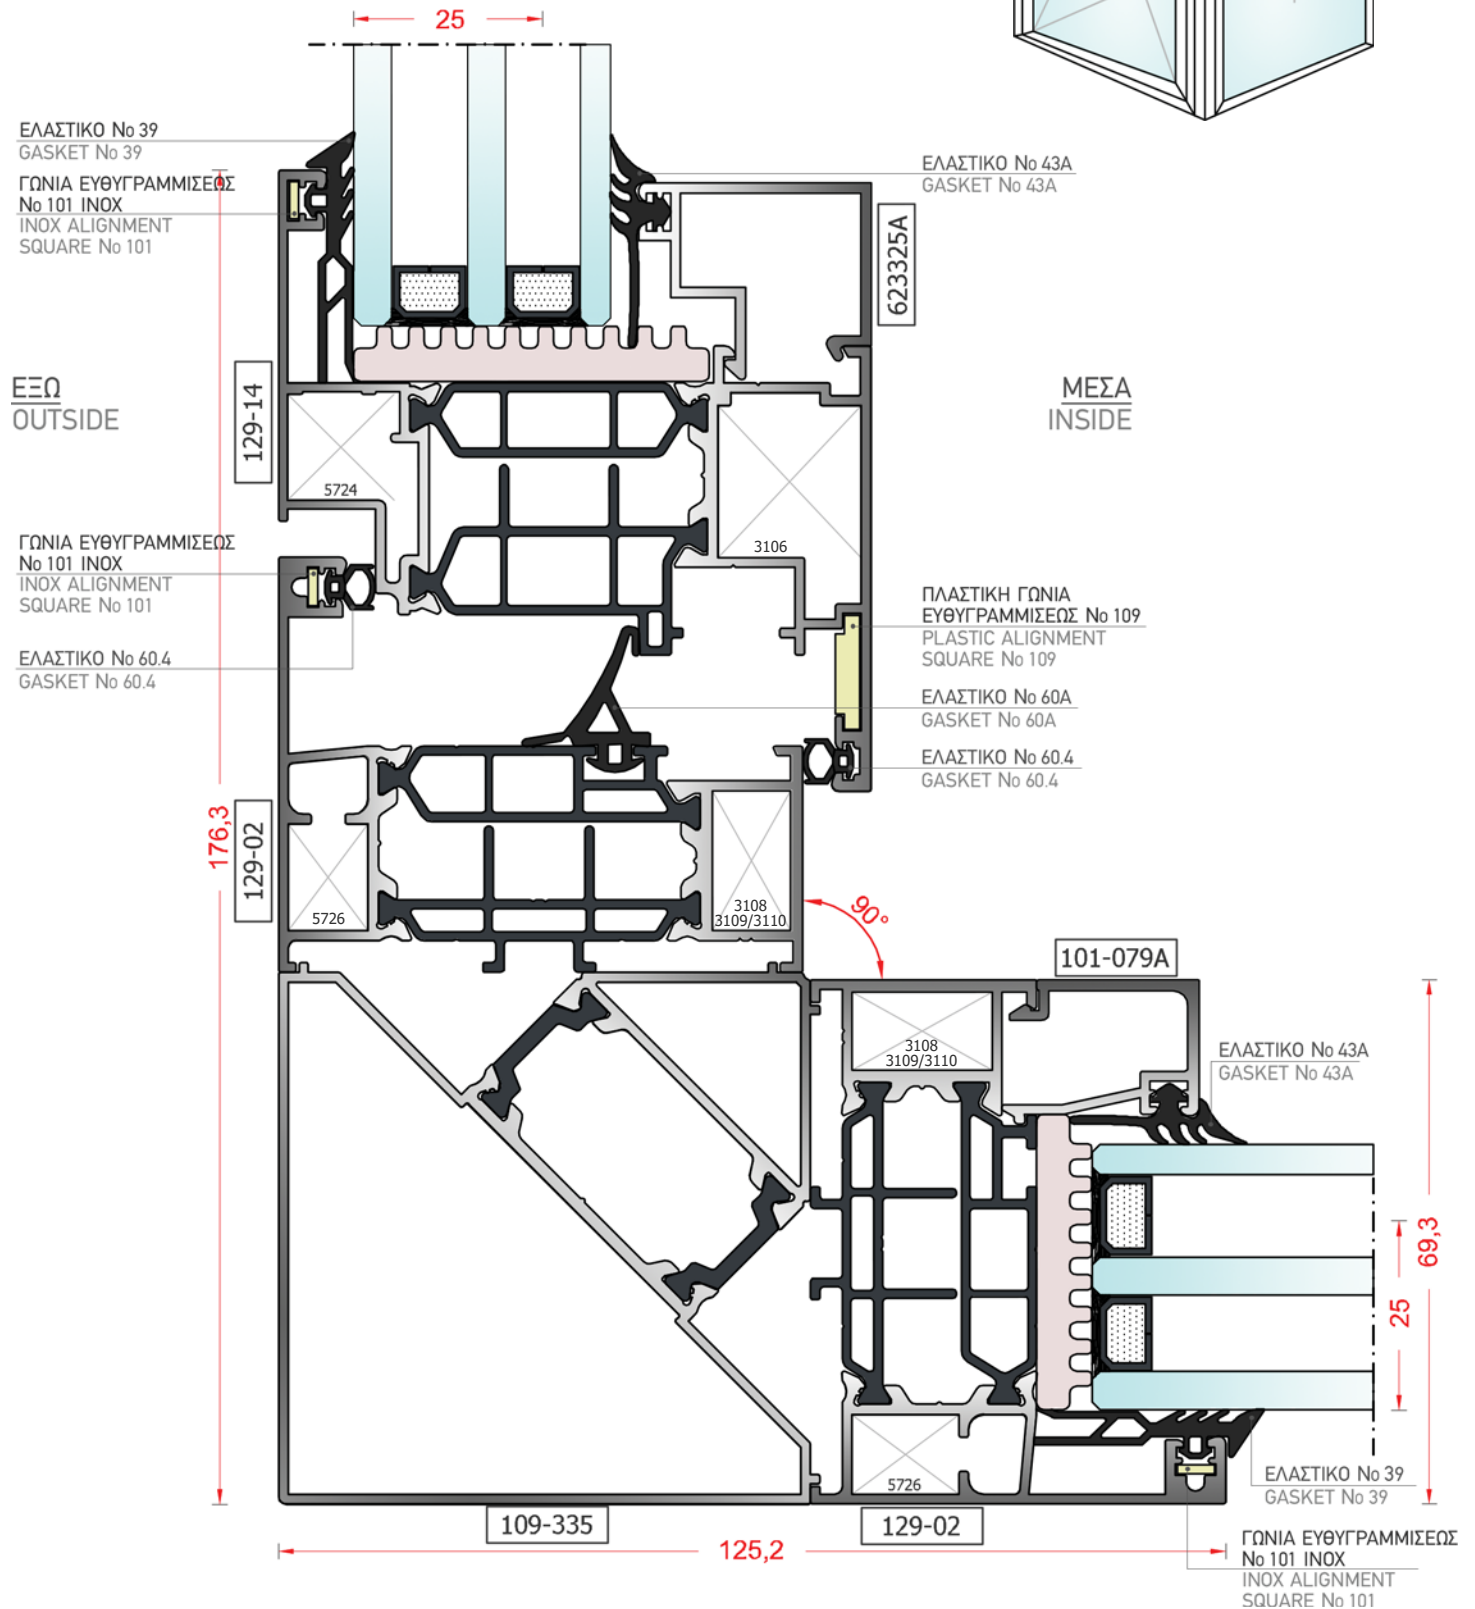 25
ΕΛΑΣΤΙΚΟ Νο 39
GASKET No 39
ΓΩΝΙΑ ΕΥΘΥΓΡΑΜΜΙΣΕΩΣ
Νο 101 INOX
INOX ALIGNMENT
SQUARE No 101
ΕΛΑΣΤΙΚΟ Νο 43Α
GASKET No 43A
623325A
ΕΞΩ
OUTSIDE
129-14
ΜΕΣΑ
INSIDE
5724
3106
ΓΩΝΙΑ ΕΥΘΥΓΡΑΜΜΙΣΕΩΣ
Νο 101 INOX
INOX ALIGNMENT
SQUARE No 101
ΕΛΑΣΤΙΚΟ Νο 60.4
GASKET No 60.4
ΠΛΑΣΤΙΚΗ ΓΩΝΙΑ
ΕΥΘΥΓΡΑΜΜΙΣΕΩΣ Νο 109
PLASTIC ALIGNMENT
SQUARE No 109
ΕΛΑΣΤΙΚΟ Νο 60Α
GASKET No 60A
ΕΛΑΣΤΙΚΟ Νο 60.4
GASKET No 60.4
176,3
129-02
5726
3108
3109/3110
90°
101-079A
3108
3109/3110
ΕΛΑΣΤΙΚΟ Νο 43Α
GASKET No 43A
69,3
25
5726
ΕΛΑΣΤΙΚΟ Νο 39
GASKET No 39
109-335
129-02
125,2
ΓΩΝΙΑ ΕΥΘΥΓΡΑΜΜΙΣΕΩΣ
Νο 101 INOX
INOX ALIGNMENT
SQUARE No 101